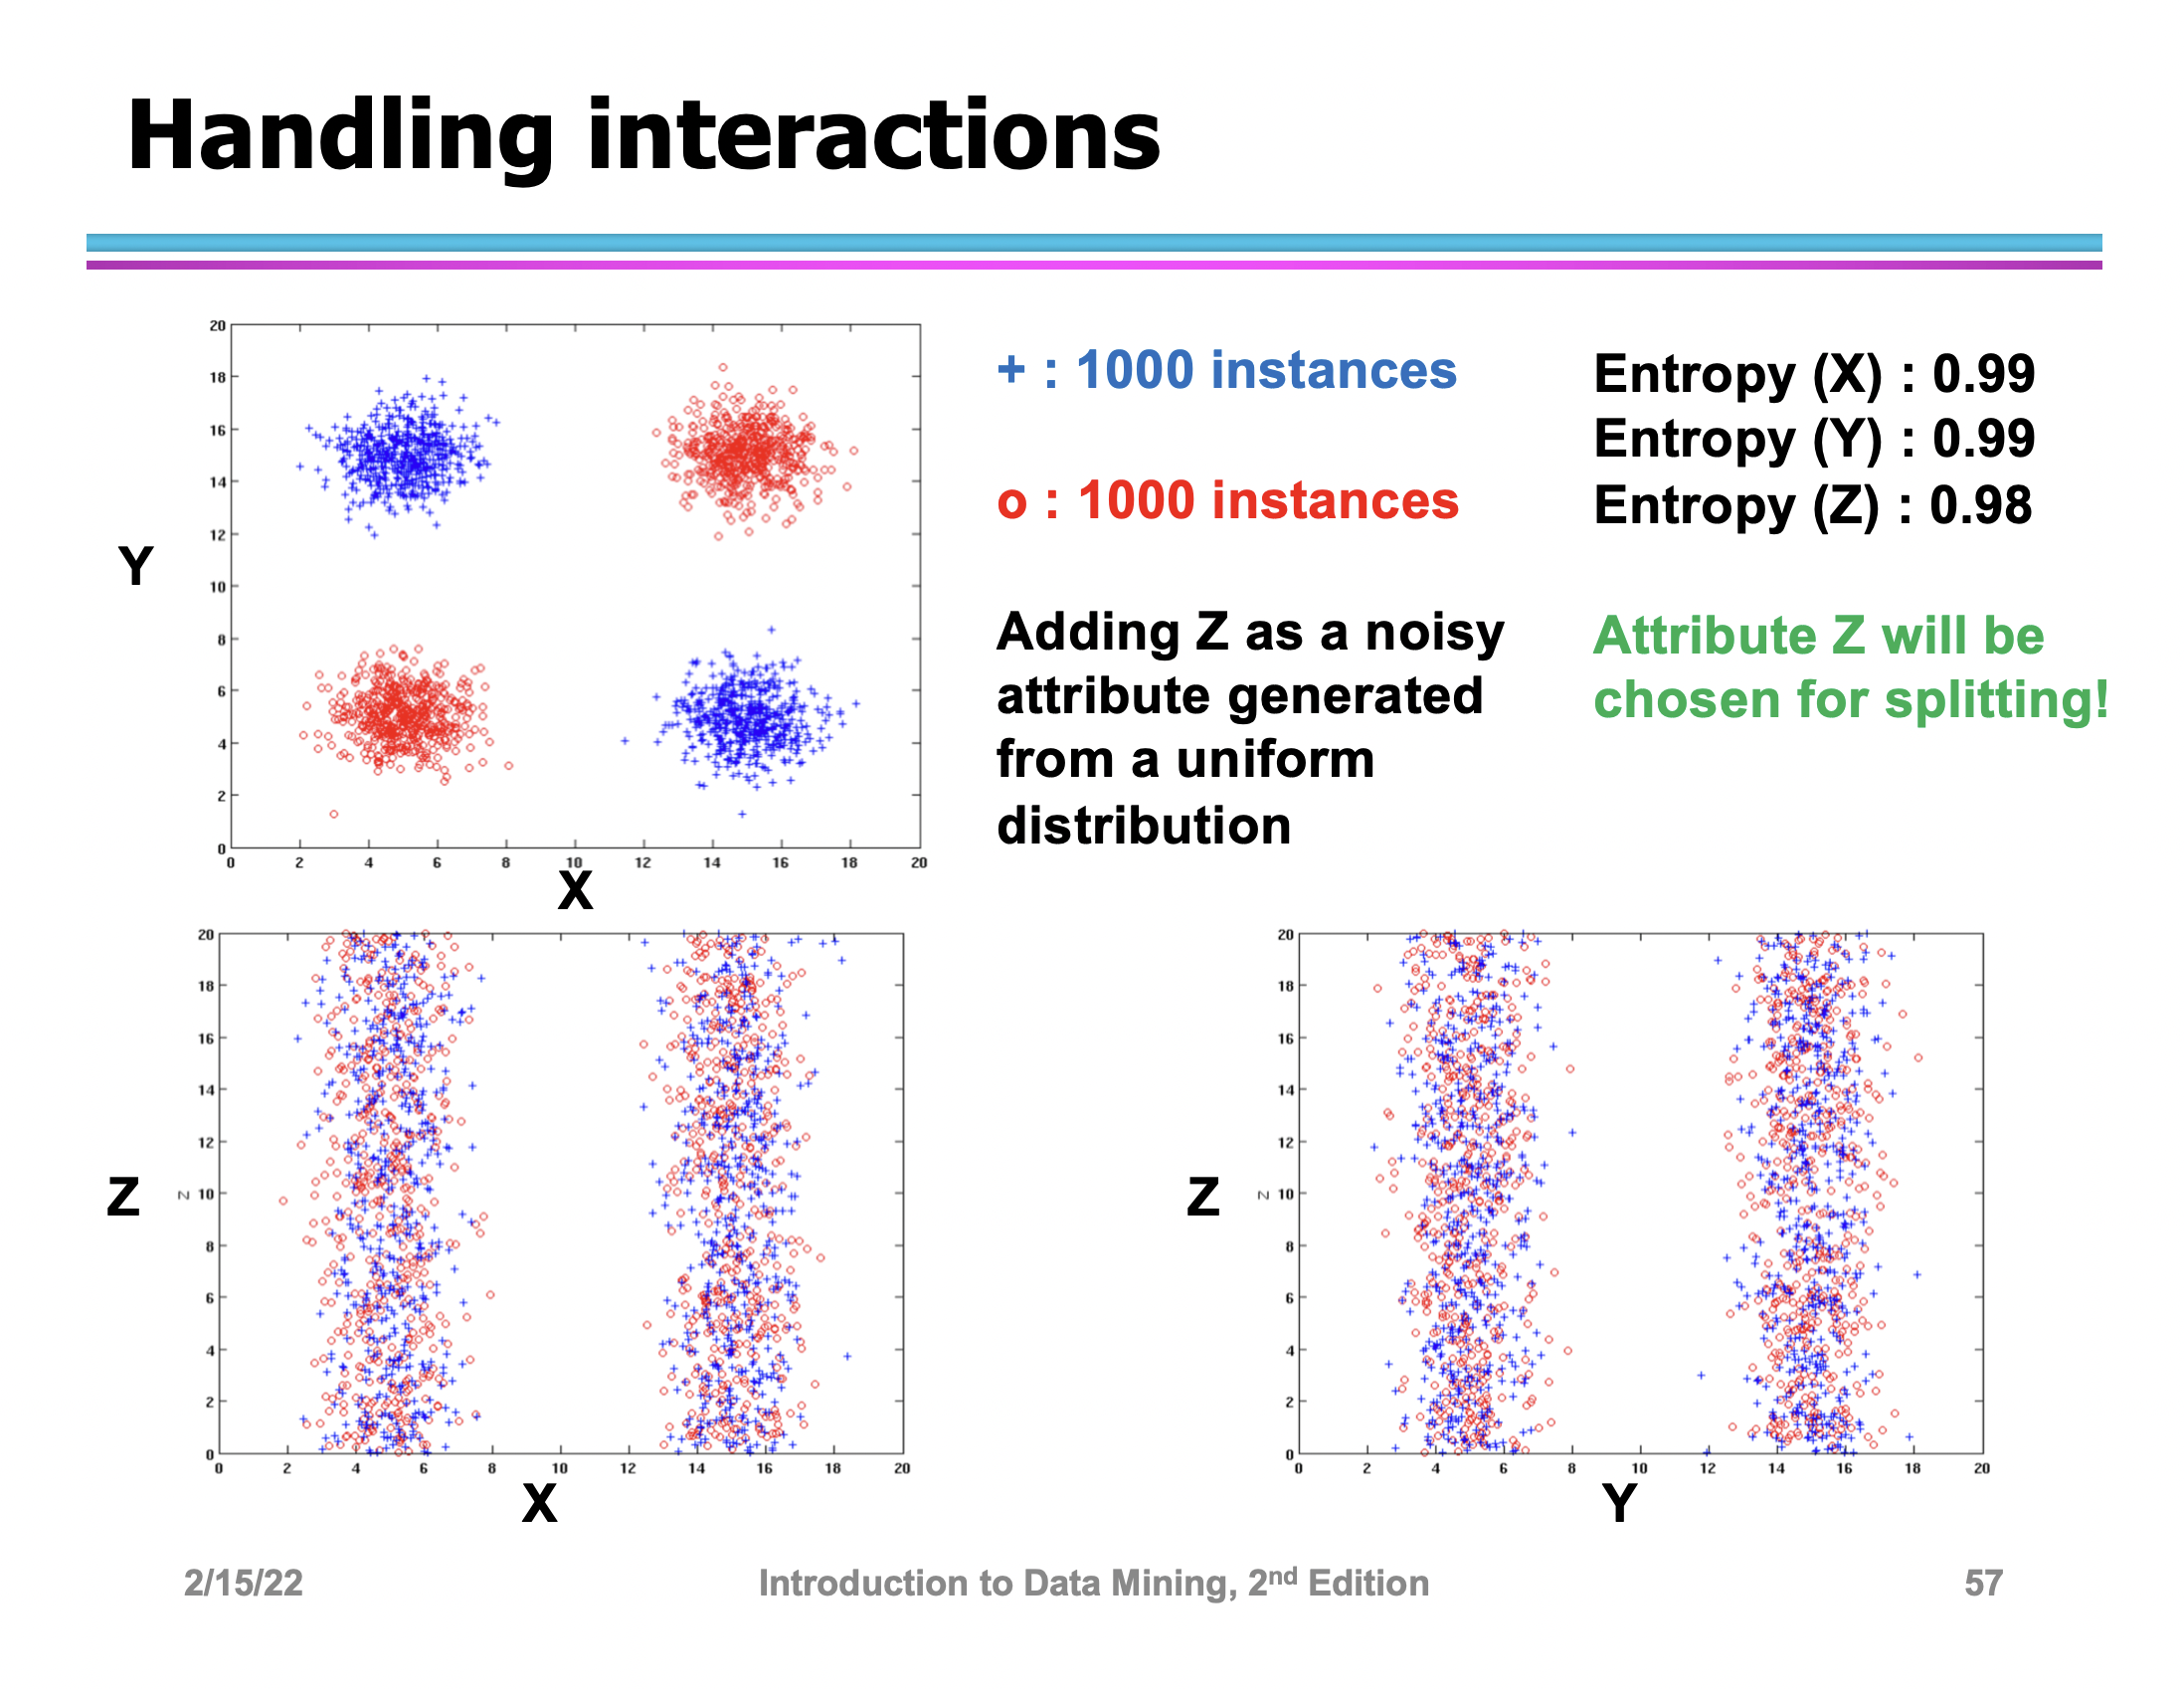 Handling interactions
20
18
16
14
12
10
8
6
4
2
0
0 2 4 6 8 10 12 14 16 18 20
Y
X
+ : 1000 instances
o : 1000 instances
Adding Z as a noisy
attribute generated
from a uniform
distribution
Entropy (X) : 0.99
Entropy (Y) : 0.99
Entropy (Z) : 0.98
Attribute Z will be
chosen for splitting!
20
18
16
14
12
10
8
6
4
2
0
0 2 4 6 8 10 12 14 16 18 20
Z
Z
X
20
18
16
14
12
10
8
6
4
2
0
0 2 4 6 8 10 12 14 16 18 20
Z
Z
Y
2/15/22
Introduction to Data Mining, 2nd Edition
57